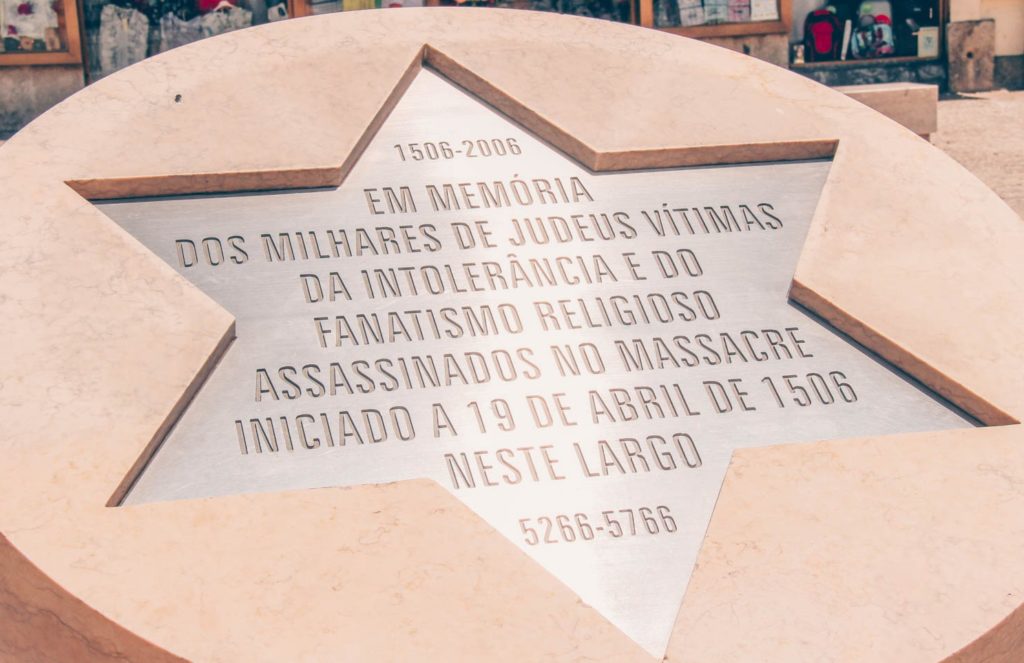 1506-2006
EM MEMÓRIA
DOS MILHARES DE JUDEUS VÍTIMAS
DA INTOLERÂNCIA E DO
FANATISMO RELIGIOSO
ASSASSINADOS NO MASSACRE
INICIADO A 19 DE ABRIL DE 1506
NESTE LARGO
5266-5766